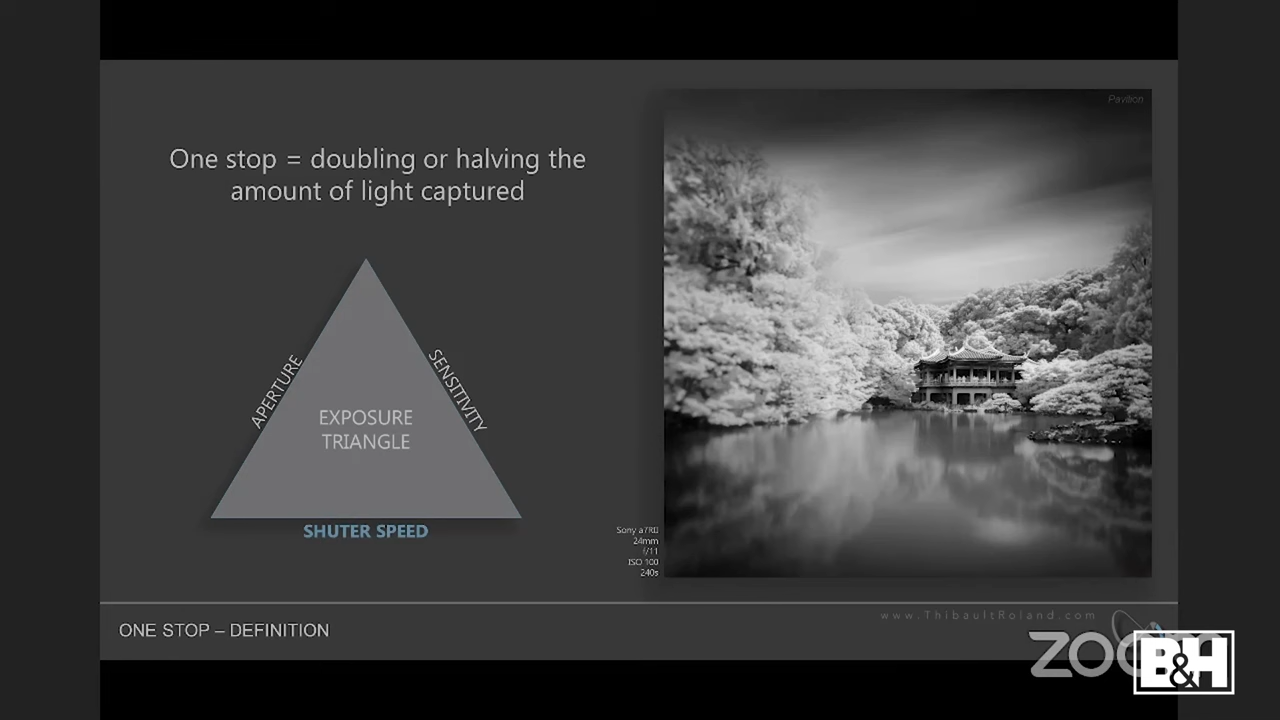 Pavilion
One stop = doubling or halving the
amount of light captured
APERTURE
SENSITIVITY
EXPOSURE
TRIANGLE
SHUTER SPEED
Sony a7RII
24mm
f/11
ISO 100
240s
www.ThibaultRoland.com
ONE STOP – DEFINITION
B&H